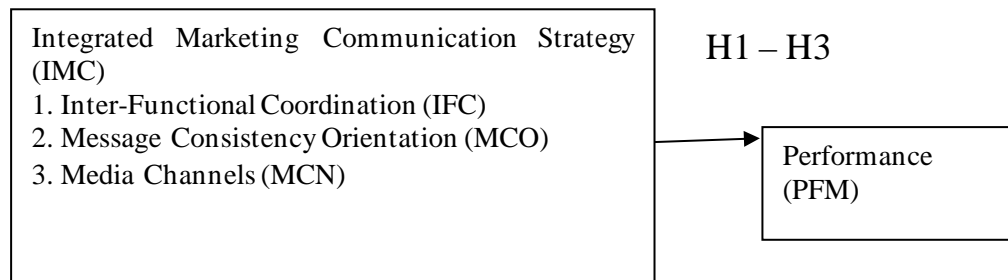 Integrated Marketing Communication Strategy
(IMC)
1. Inter-Functional Coordination (IFC)
2. Message Consistency Orientation (MCO)
3. Media Channels (MCN)
H1 – H3
Performance
(PFM)